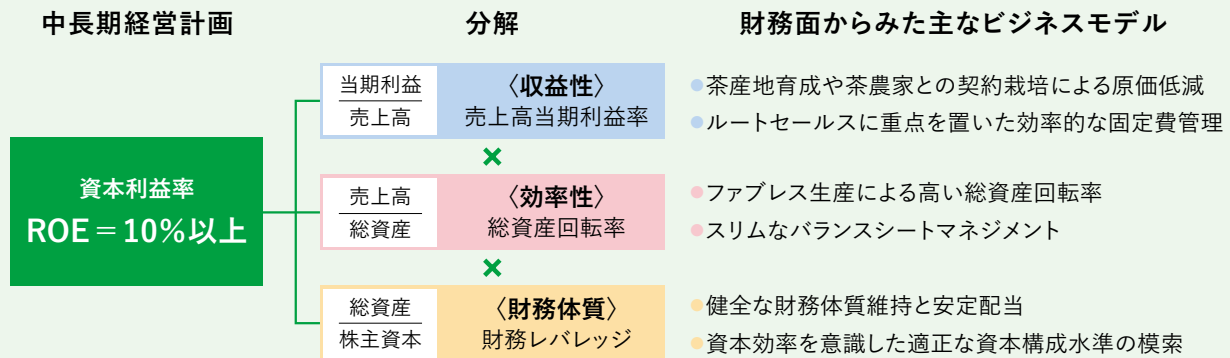 中長期経営計画
分解
財務面からみた主なビジネスモデル
資本利益率
ROE＝10%以上
当期利益
売上高
〈収益性〉
売上高当期利益率
●茶産地育成や茶農家との契約栽培による原価低減
●ルートセールスに重点を置いた効率的な固定費管理
×
売上高
総資産
〈効率性〉
総資産回転率
●ファブレス生産による高い総資産回転率
●スリムなバランスシートマネジメント
×
総資産
株主資本
〈財務体質〉
財務レバレッジ
●健全な財務体質維持と安定配当
●資本効率を意識した適正な資本構成水準の模索